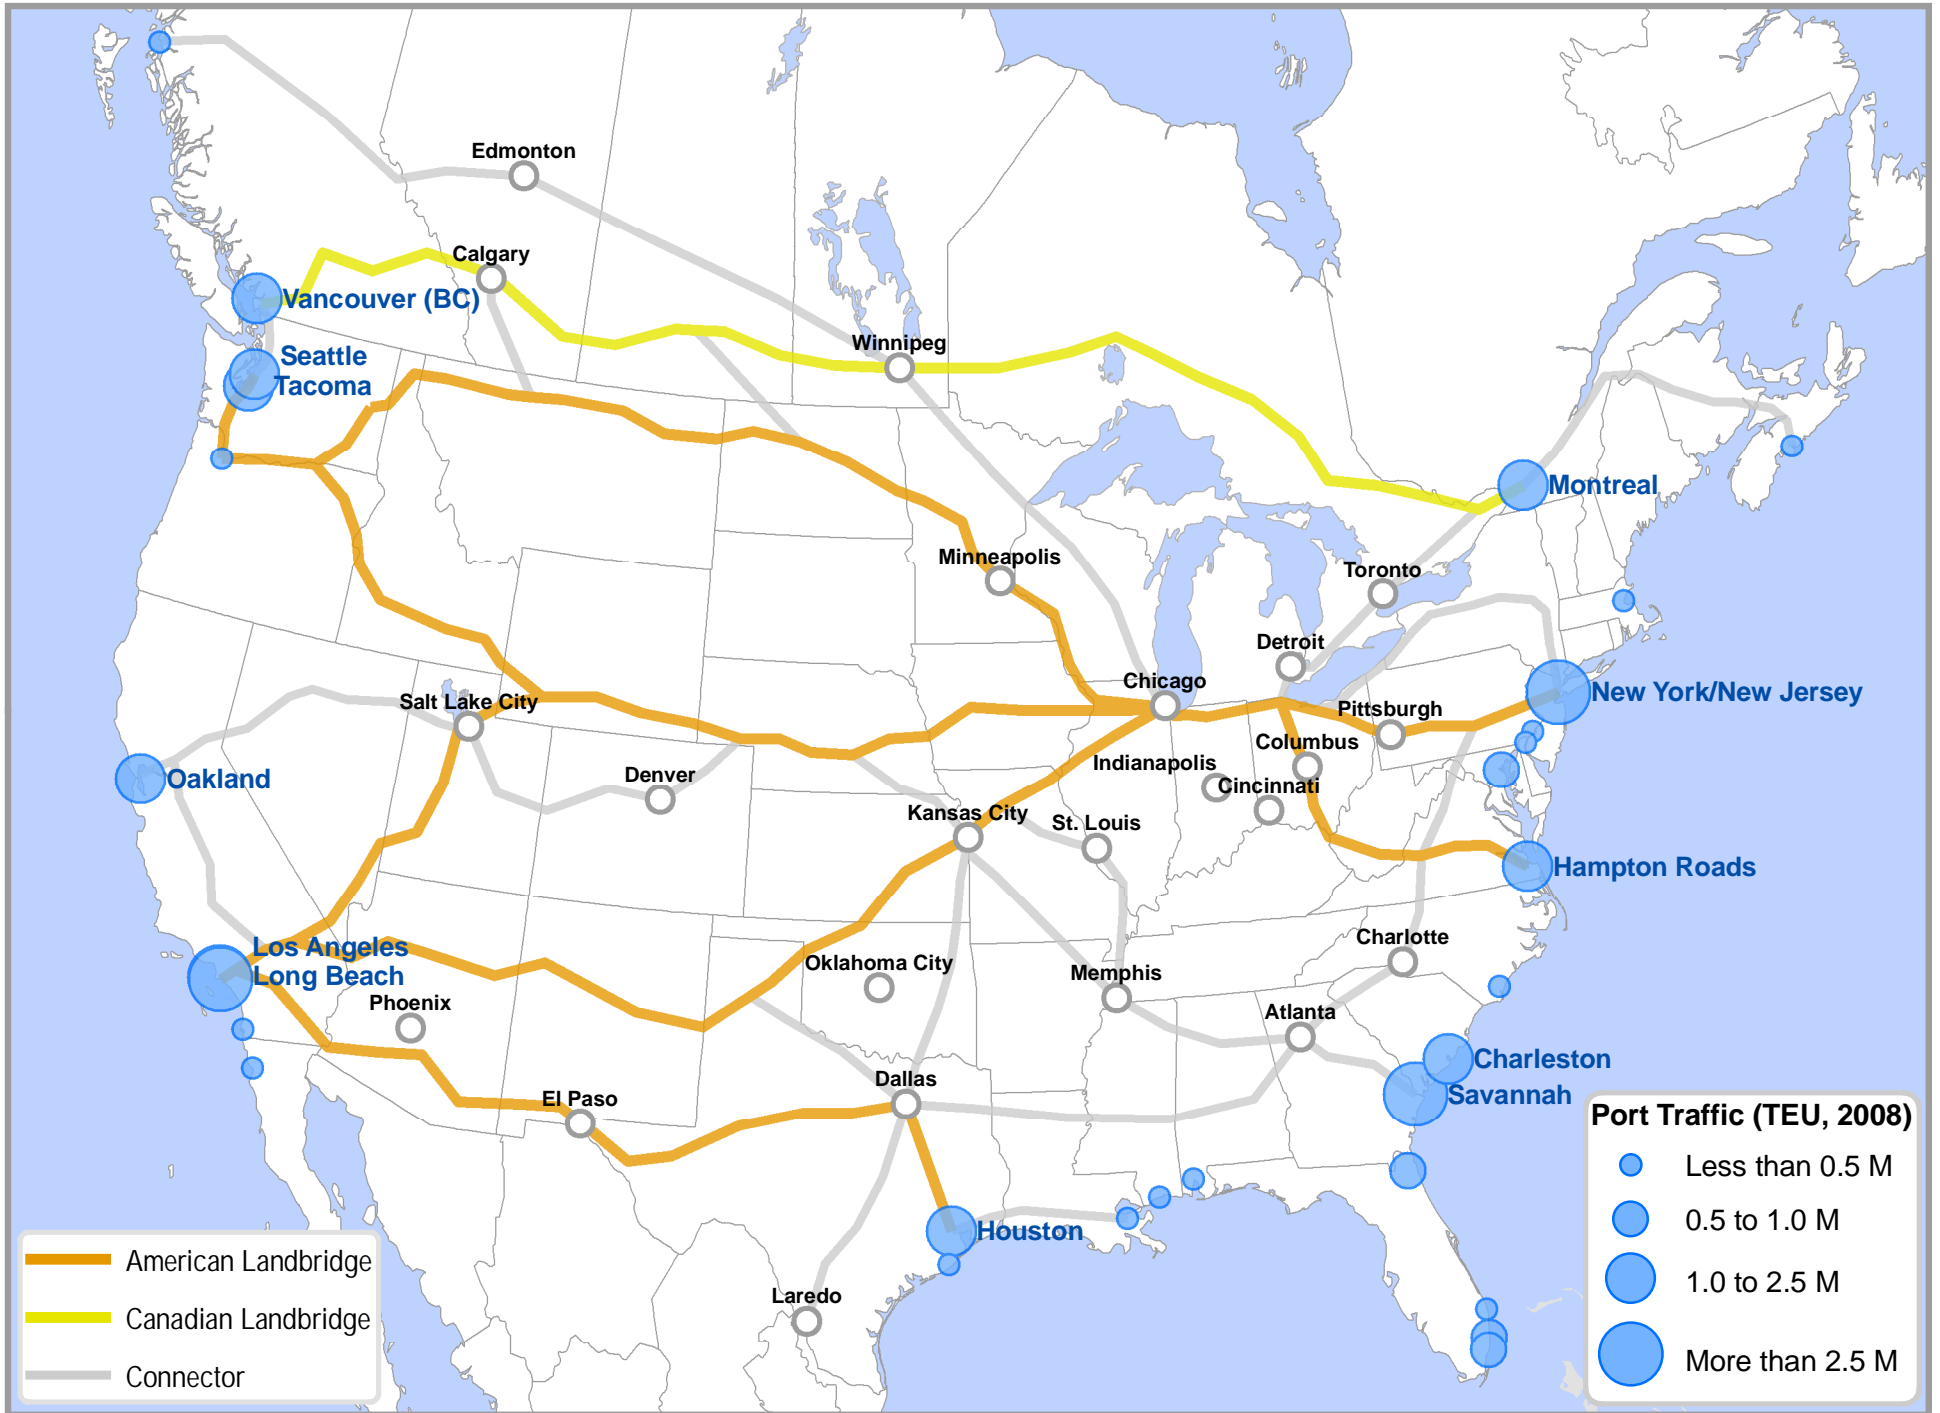 Edmonton
Calgary
Vancouver (BC)
Winnipeg
Seattle
Tacoma
Montreal
Minneapolis
Toronto
Detroit
Chicago
New York/New Jersey
Salt Lake City
Pittsburgh
Columbus
Indianapolis
Denver
Oakland
Cincinnati
Kansas City
St. Louis
Hampton Roads
Charlotte
Los Angeles
Long Beach
Oklahoma City
Memphis
Phoenix
Atlanta
Charleston
Dallas
El Paso
Savannah
Houston
Laredo
Port Traffic (TEU, 2008)
Less than 0.5 M
0.5 to 1.0 M
1.0 to 2.5 M
More than 2.5 M
American Landbridge
Canadian Landbridge
Connector